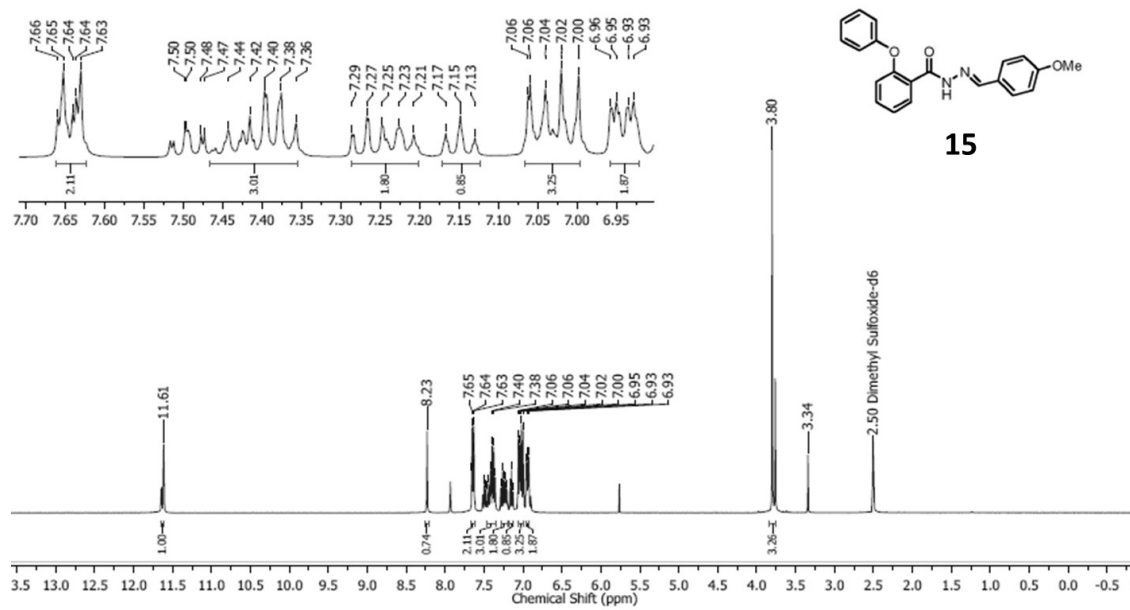 7.66 7.65 7.64 7.64 7.63 7.50 7.50 7.48 7.47 7.44 7.42 7.40 7.38 7.36 7.29 7.27 7.25 7.23 7.21 7.17 7.15 7.13 7.06 7.06 7.04 7.02 7.00 6.96 6.95 6.93 6.93
O
O
N
N
H
OMe
15
2.11 3.01 1.80 0.85 3.25 1.87
7.70 7.65 7.60 7.55 7.50 7.45 7.40 7.35 7.30 7.25 7.20 7.15 7.10 7.05 7.00 6.95
11.61 8.23 7.65 7.64 7.63 7.40 7.38 7.06 7.06 7.04 7.02 7.00 6.95 6.93 6.93 3.80 3.34 2.50 Dimethyl Sulfoxide-d6
1.00 0.74 2.11 3.01 1.80 0.85 3.25 1.87 3.26
3.5 13.0 12.5 12.0 11.5 11.0 10.5 10.0 9.5 9.0 8.5 8.0 7.5 7.0 6.5 6.0 5.5 5.0 4.5 4.0 3.5 3.0 2.5 2.0 1.5 1.0 0.5 0.0 -0.5
Chemical Shift (ppm)